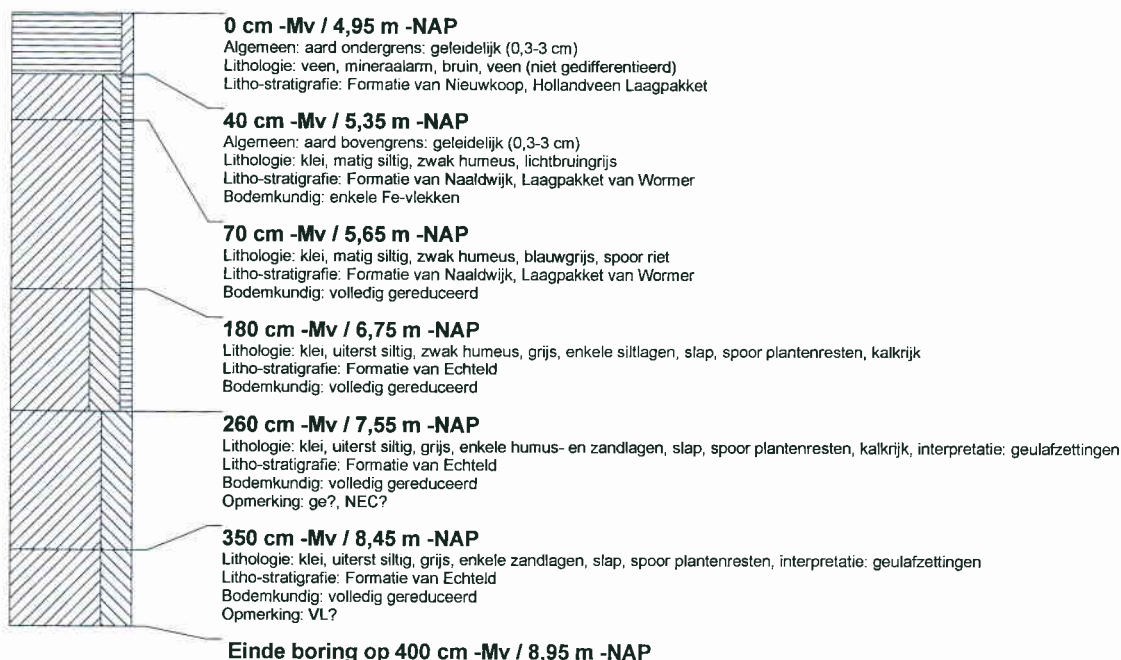 0 cm -Mv / 4,95 m -NAP
Algemeen: aard ondergrens: geleidelijk (0,3-3 cm)
Lithologie: veen, mineraalarm, bruin, veen (niet gedifferentieerd)
Litho-stratigrafie: Formatie van Nieuwkoop, Hollandveen Laagpakket
40 cm -Mv / 5,35 m -NAP
Algemeen: aard bovengrens: geleidelijk (0,3-3 cm)
Lithologie: klei, matig siltig, zwak humeus, lichtbruingrijs
Litho-stratigrafie: Formatie van Naaldwijk, Laagpakket van Wormer
Bodemkundig: enkele Fe-vlekken
70 cm -Mv / 5,65 m -NAP
Lithologie: klei, matig siltig, zwak humeus, blauwgrijs, spoor riet
Litho-stratigrafie: Formatie van Naaldwijk, Laagpakket van Wormer
Bodemkundig: volledig gereduceerd
180 cm -Mv / 6,75 m -NAP
Lithologie: klei, uiterst siltig, zwak humeus, grijs, enkele siltlagen, slap, spoor plantenresten, kalkrijk
Litho-stratigrafie: Formatie van Echteld
Bodemkundig: volledig gereduceerd
260 cm -Mv / 7,55 m -NAP
Lithologie: klei, uiterst siltig, grijs, enkele humus- en zandlagen, slap, spoor plantenresten, kalkrijk, interpretatie: geulafzettingen
Litho-stratigrafie: Formatie van Echteld
Bodemkundig: volledig gereduceerd
Opmerking: ge?, NEC?
350 cm -Mv / 8,45 m -NAP
Lithologie: klei, uiterst siltig, grijs, enkele zandlagen, slap, spoor plantenresten, interpretatie: geulafzettingen
Litho-stratigrafie: Formatie van Echteld
Bodemkundig: volledig gereduceerd
Opmerking: VL?
Einde boring op 400 cm -Mv / 8,95 m -NAP